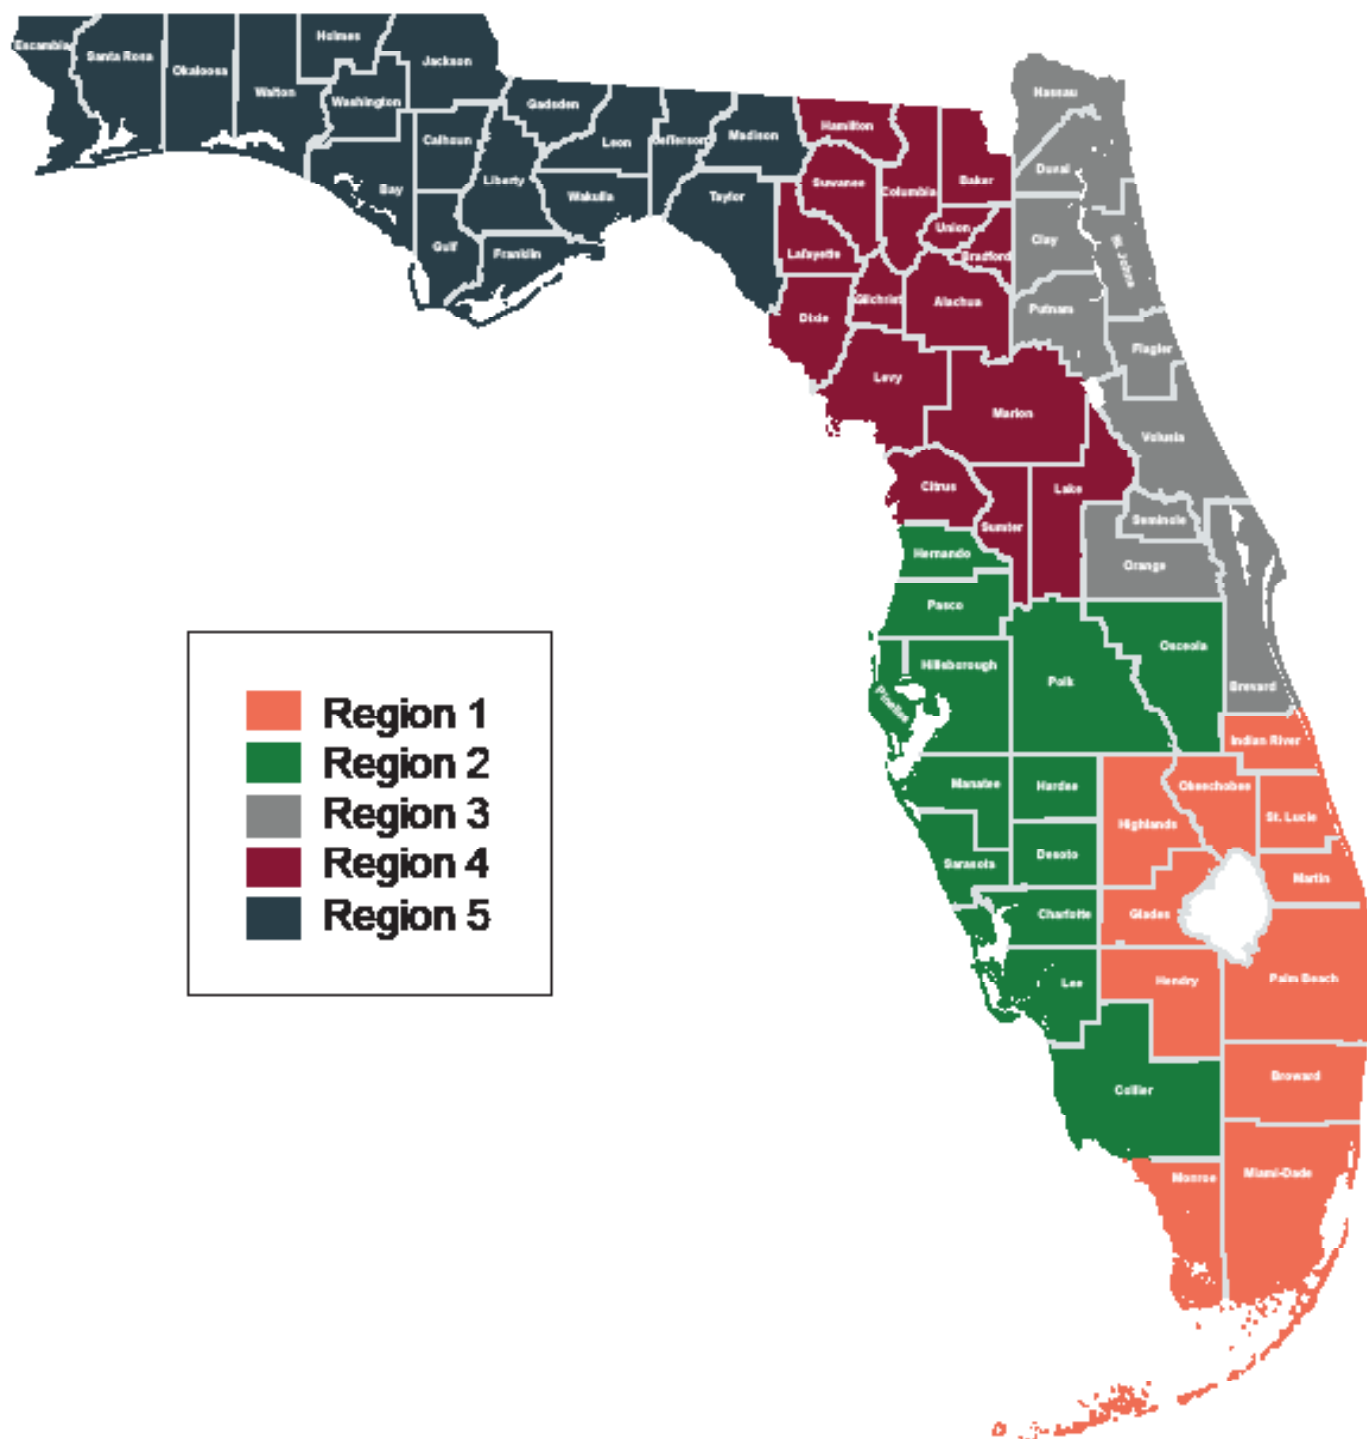 Escambia
Santa Rosa
Okaloosa
Walton
Holmes
Jackson
Washington
Bay
Calhoun
Gulf
Gadsden
Liberty
Franklin
Leon
Wakulla
Jefferson
Madison
Taylor
Hamilton
Suwanee
Lafayette
Columbia
Baker
Union
Bradford
Gilchrist
Alachua
Dixie
Levy
Marion
Citrus
Sumter
Lake
Nassau
Duval
Clay
St Johns
Putnam
Flagler
Volusia
Seminole
Orange
Brevard
Hernando
Pasco
Pinellas
Hillsborough
Polk
Osceola
Manatee
Hardee
Sarasota
Desoto
Charlotte
Lee
Collier
Indian River
Okeechobee
Highlands
St. Lucie
Martin
Glades
Hendry
Palm Beach
Broward
Monroe
Miami-Dade
Region 1
Region 2
Region 3
Region 4
Region 5